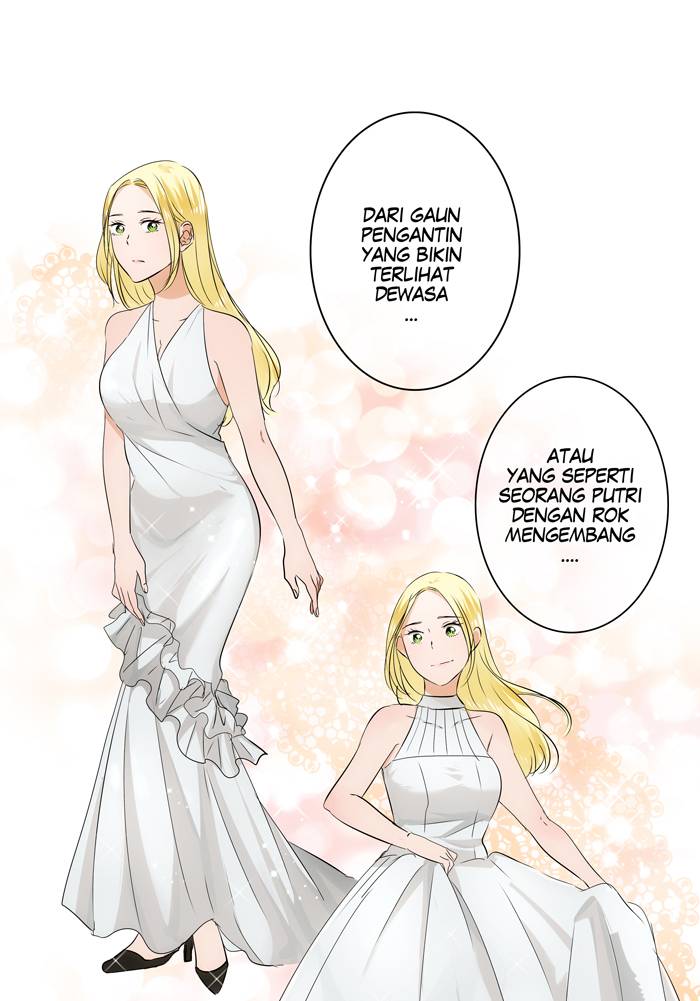 DARI GAUN
PENGANTIN
YANG BIKIN
TERLIHAT
DEWASA
...
ATAU
YANG SEPERTI
SEORANG PUTRI
DENGAN ROK
MENGEMBANG
....